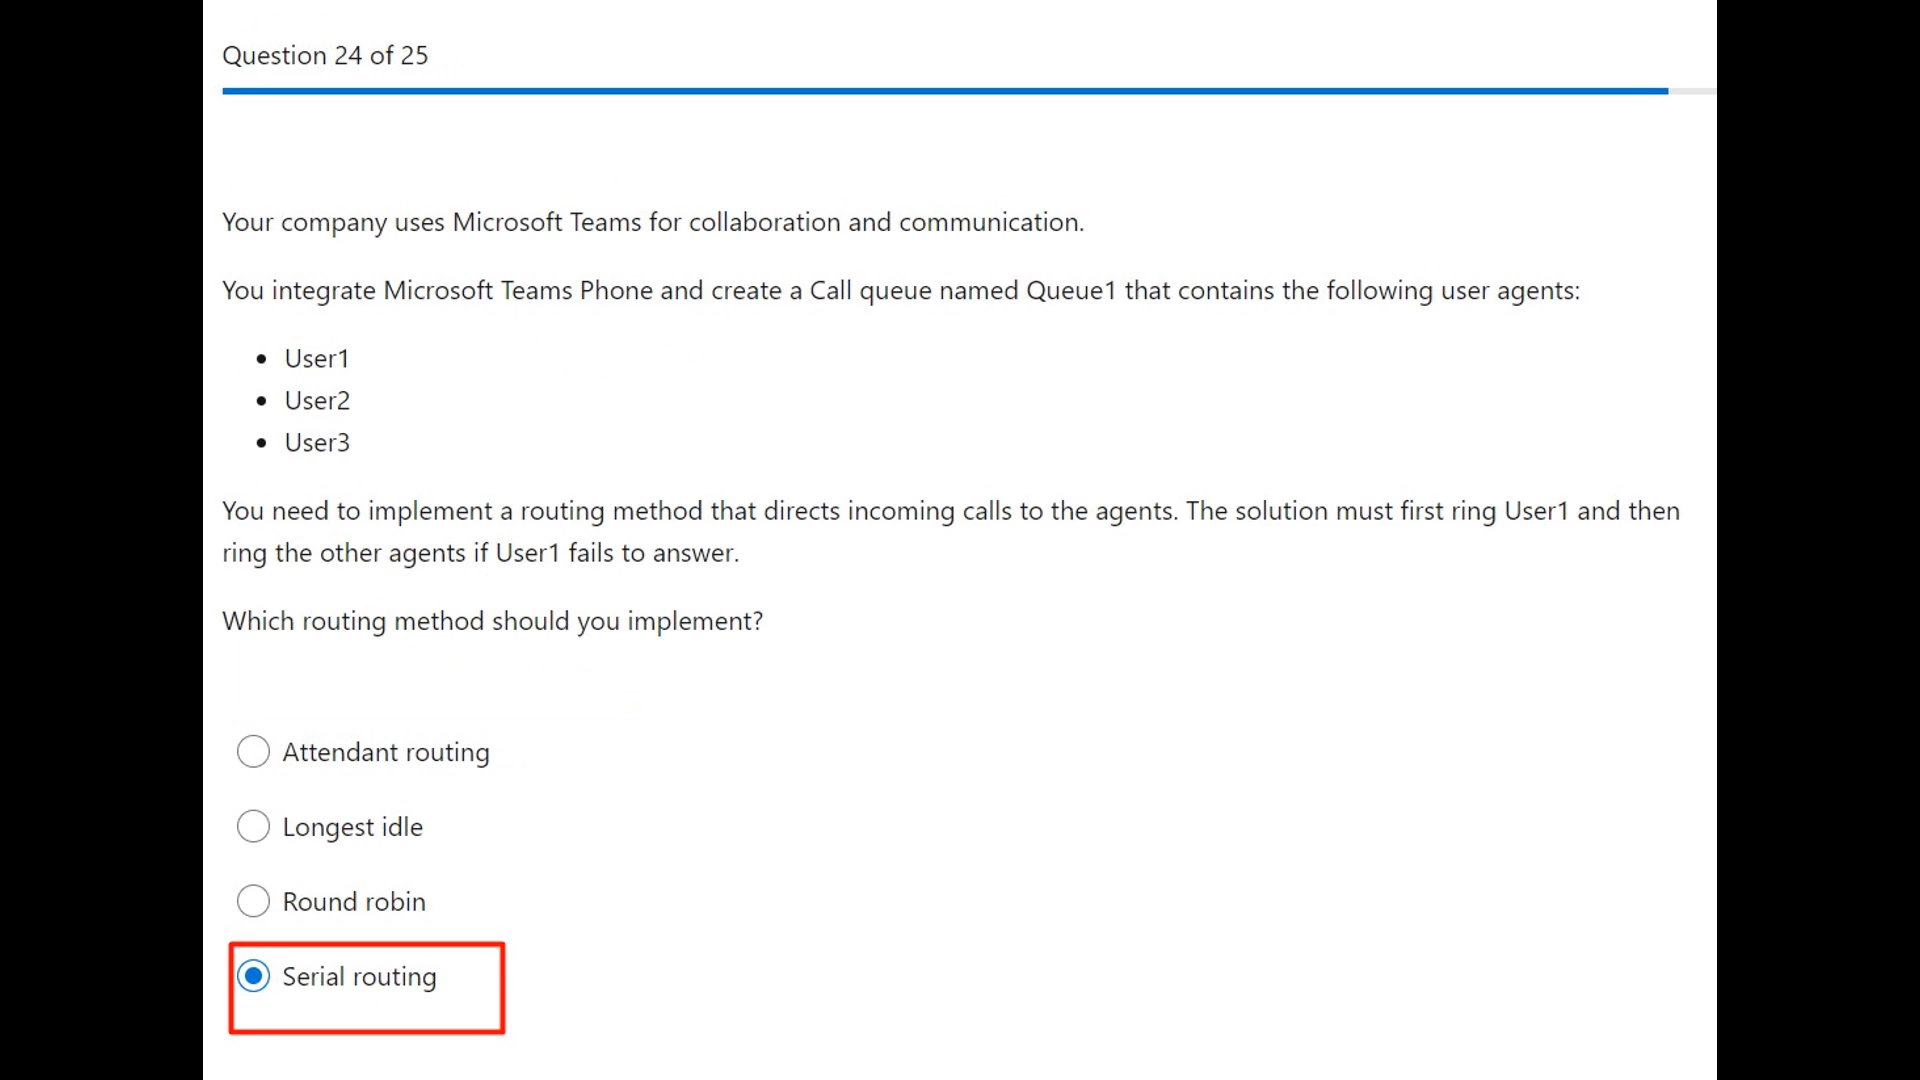 Question 24 of 25
Your company uses Microsoft Teams for collaboration and communication.
You integrate Microsoft Teams Phone and create a Call queue named Queue1 that contains the following user agents:
• User1
• User2
• User3
You need to implement a routing method that directs incoming calls to the agents. The solution must first ring User1 and then
ring the other agents if User1 fails to answer.
Which routing method should you implement?
Attendant routing
Longest idle
Round robin
Serial routing